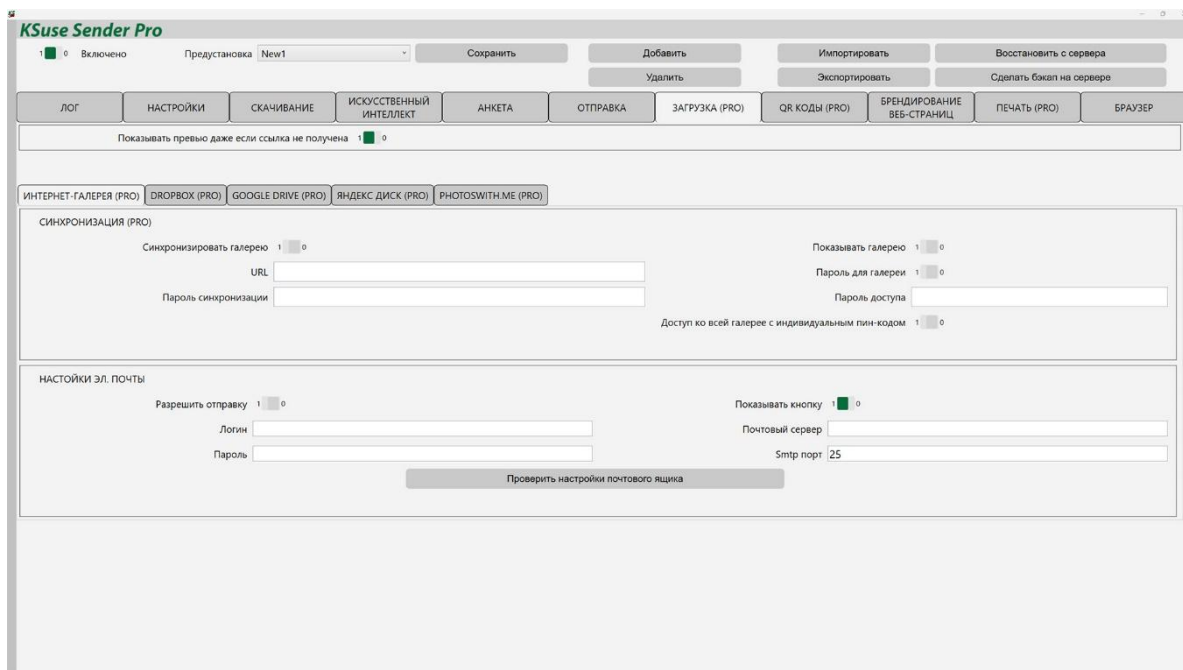 KSuse Sender Pro
1 0 Включено Предустановка New1 Сохранить Добавить Импортировать Восстановить с сервера
Удалить Экспортировать Сделать бэкап на сервере
ЛОГ НАСТРОЙКИ СКАЧИВАНИЕ ИСКУССТВЕННЫЙ ИНТЕЛЛЕКТ АНКЕТА ОТПРАВКА ЗАГРУЗКА (PRO) QR КОДЫ (PRO) БРЕНДИРОВАНИЕ ВЕБ-СТРАНИЦ ПЕЧАТЬ (PRO) БРАУЗЕР
Показывать превью даже если ссылка не получена 1 0
ИНТЕРНЕТ-ГАЛЕРЕЯ (PRO) DROPBOX (PRO) GOOGLE DRIVE (PRO) ЯНДЕКС ДИСК (PRO) PHOTOSWITH.ME (PRO)
СИНХРОНИЗАЦИЯ (PRO)
Синхронизировать галерею 1 0 Показывать галерею 1 0
URL Пароль для галереи 1 0
Пароль синхронизации Пароль доступа
Доступ ко всей галерее с индивидуальным пин-кодом 1 0
НАСТОЙКИ ЭЛ. ПОЧТЫ
Разрешить отправку 1 0 Показывать кнопку 1 0
Логин Почтовый сервер
Пароль Smtp порт 25
Проверить настройки почтового ящика